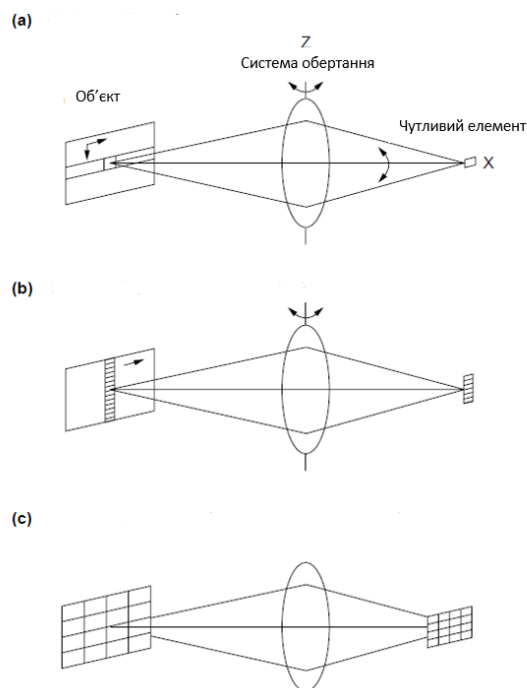 (a)
Z
Система обертання
Об’єкт
Чутливий елемент
X
(b)
(c)